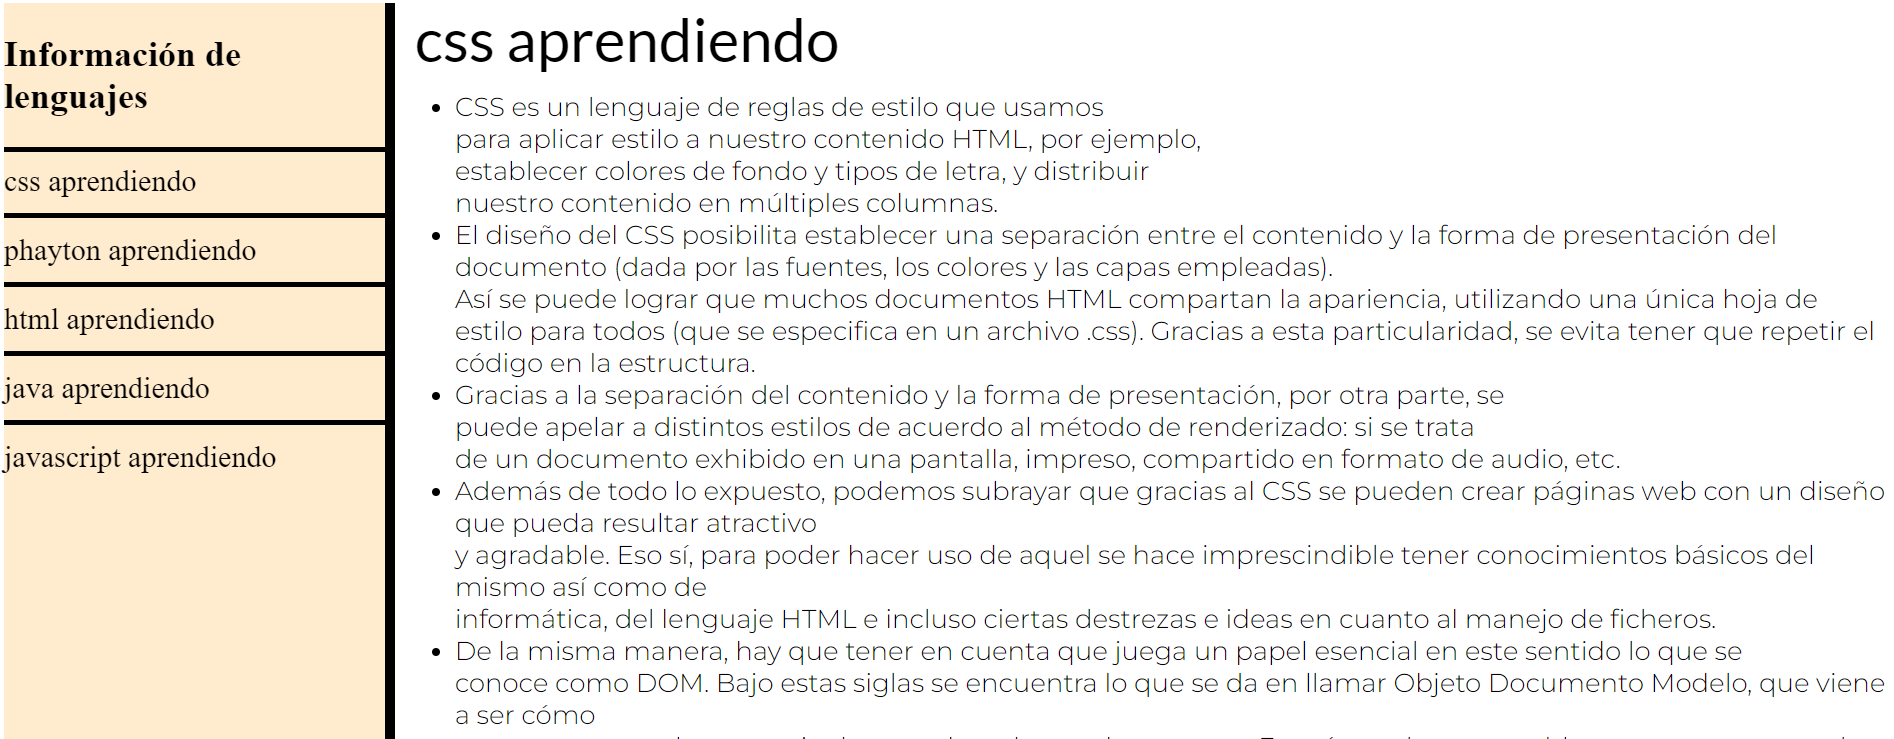 Información de
lenguajes
css aprendiendo
phayton aprendiendo
html aprendiendo
java aprendiendo
javascript aprendiendo
css aprendiendo
CSS es un lenguaje de reglas de estilo que usamos
para aplicar estilo a nuestro contenido HTML, por ejemplo,
establecer colores de fondo y tipos de letra, y distribuir
nuestro contenido en múltiples columnas.
El diseño del CSS posibilita establecer una separación entre el contenido y la forma de presentación del
documento (dada por las fuentes, los colores y las capas empleadas).
Así se puede lograr que muchos documentos HTML compartan la apariencia, utilizando una única hoja de
estilo para todos (que se especifica en un archivo .css). Gracias a esta particularidad, se evita tener que repetir el
código en la estructura.
Gracias a la separación del contenido y la forma de presentación, por otra parte, se
puede apelar a distintos estilos de acuerdo al método de renderizado: si se trata
de un documento exhibido en una pantalla, impreso, compartido en formato de audio, etc.
Además de todo lo expuesto, podemos subrayar que gracias al CSS se pueden crear páginas web con un diseño
que pueda resultar atractivo
y agradable. Eso sí, para poder hacer uso de aquel se hace imprescindible tener conocimientos básicos del
mismo así como de
informática, del lenguaje HTML e incluso ciertas destrezas e ideas en cuanto al manejo de ficheros.
De la misma manera, hay que tener en cuenta que juega un papel esencial en este sentido lo que se
conoce como DOM. Bajo estas siglas se encuentra lo que se da en llamar Objeto Documento Modelo, que viene
a ser cómo